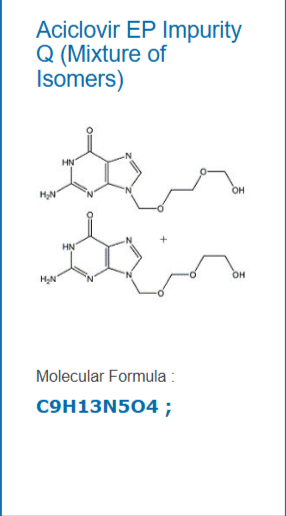 Aciclovir EP Impurity
Q (Mixture of
Isomers)
O
HN
N
H2N
N
N
O
O
OH
+
O
HN
N
H2N
N
N
O
O
OH
Molecular Formula :
C9H13N5O4 ;